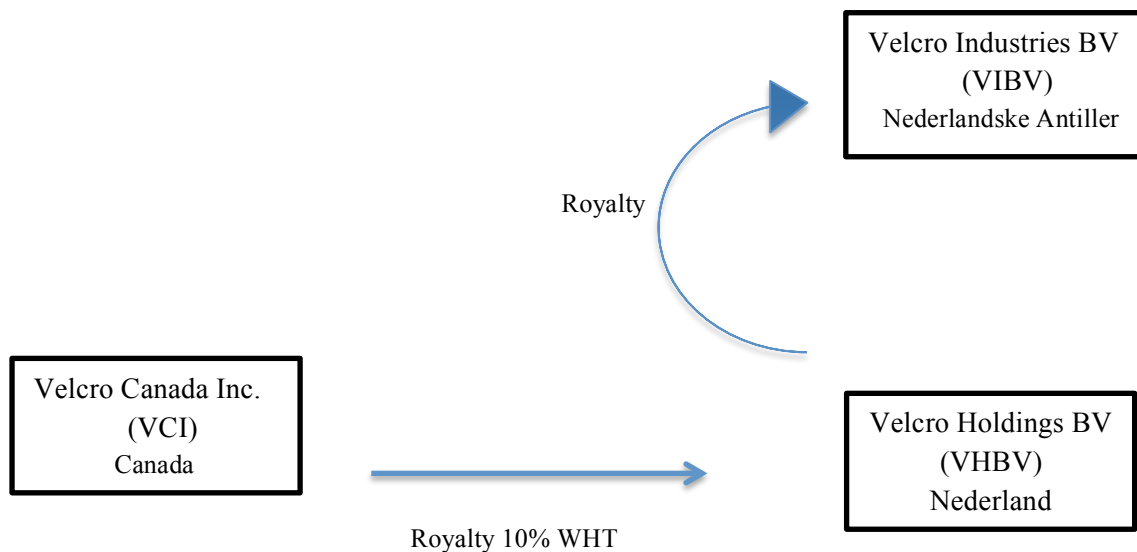 Velcro Industries BV
(VIBV)
Nederlandske Antiller
Royalty
Velcro Canada Inc.
(VCI)
Canada
Velcro Holdings BV
(VHBV)
Nederland
Royalty 10% WHT